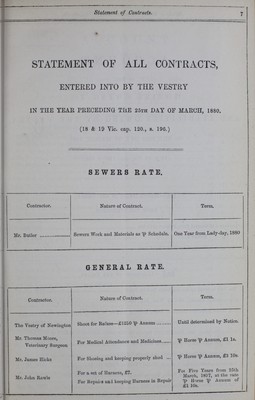 Statement of Contracts. 7
STATEMENT OF ALL CONTRACTS,
ENTERED INTO BY THE VESTRY
IN THE YEAR PRECEDING THE 25TH DAY OF MARCH, 1880.
(18 & 19 Vic. cap. 120., s. 196.)
SEWERS RATE.
Contractor. Nature of Contract. Term.
Mr. Butler Sewers Work and Materials as ⅌ Schedule. One Year from Lady-day, 1880
GENERAL RATE.
Contractor. Nature of Contract. Term.
The Vestry of Newington Shoot for Refuse—£1250 ⅌ Annum Until determined by Notice.
Mr. Thomas Moore, Veterinary Surgeon For Medical Attendance and Medicines ⅌ Horse ⅌ Annum, £1 1s.
Mr. James Blake For Shoeing and keeping properly shod ⅌ Horse ⅌ Annum, £3 10s.
Mr. John Rawle For a set of Harness, £7.
For Repairs and keeping Harness in Repair
For Five Years from 25th March, 1877, at the rate ⅌ Horse ⅌ Annum of £2 10s.